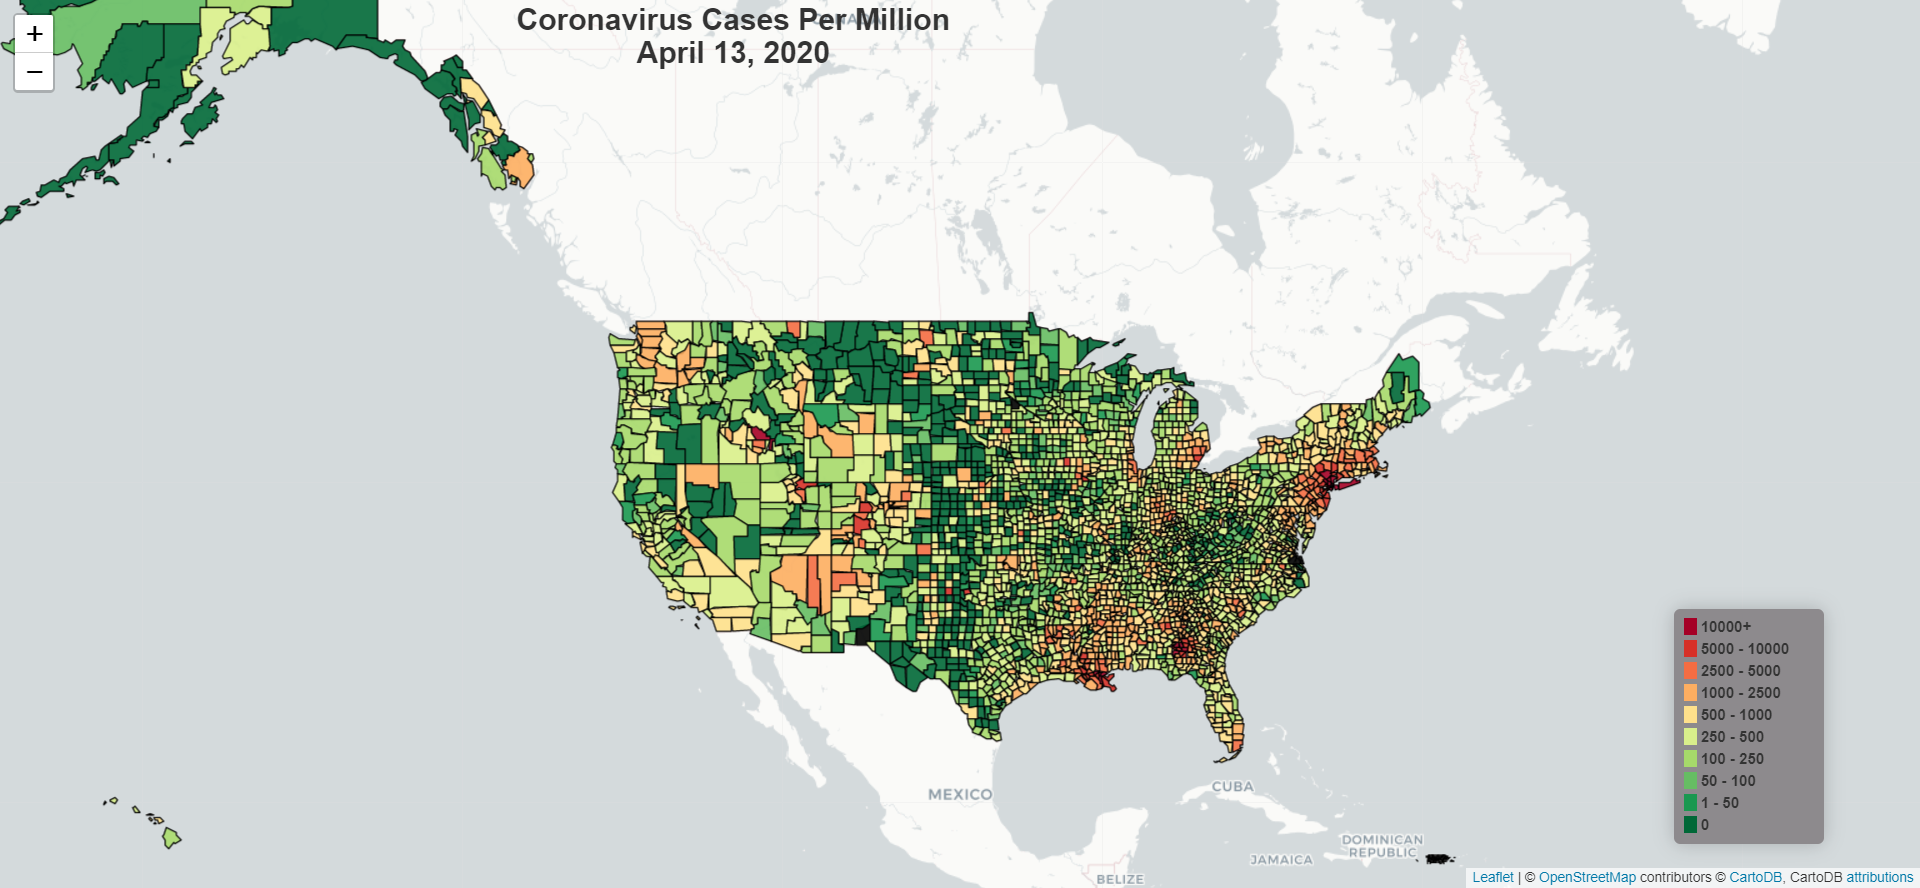 Coronavirus Cases Per Million
April 13, 2020
+
−
CANADA
MEXICO
CUBA
DOMINICAN
REPUBLIC
JAMAICA
BELIZE
10000+
5000 - 10000
2500 - 5000
1000 - 2500
500 - 1000
250 - 500
100 - 250
50 - 100
1 - 50
0
Leaflet | © OpenStreetMap contributors © CartoDB, CartoDB attributions